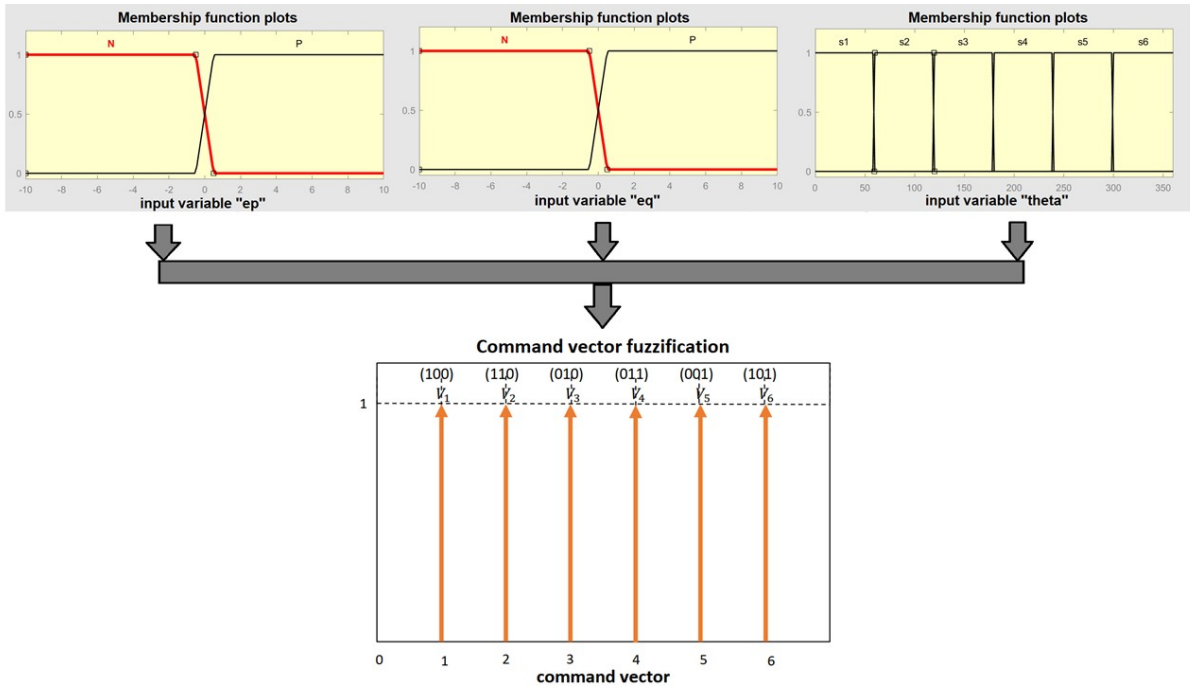 Membership function plots
N P
1
0.5
0
-10 -8 -6 -4 -2 0 2 4 6 8 10
input variable "ep"
Membership function plots
N P
1
0.5
0
-10 -8 -6 -4 -2 0 2 4 6 8 10
input variable "eq"
Membership function plots
s1 s2 s3 s4 s5 s6
1
0.5
0
0 50 100 150 200 250 300 350
input variable "theta"
Command vector fuzzification
(100) (110) (010) (011) (001) (101)
V₁ V₂ V₃ V₄ V₅ V₆
1
0 1 2 3 4 5 6
command vector